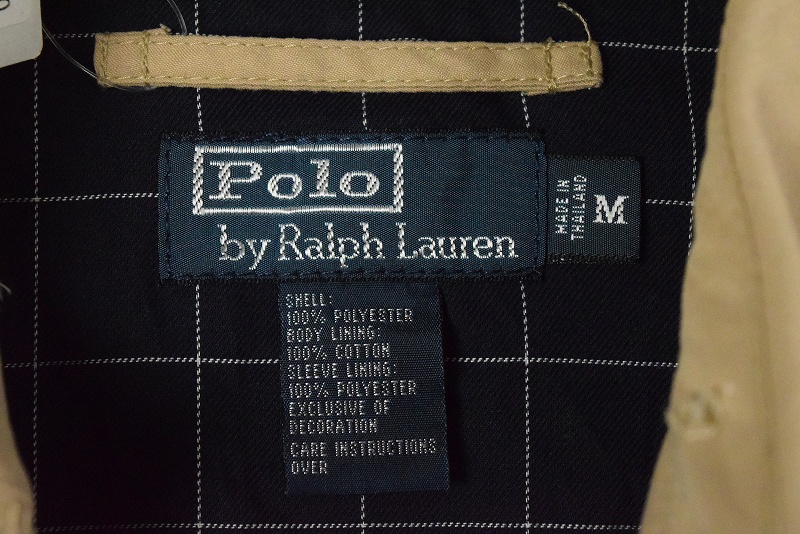 Polo
by Ralph Lauren
MADE IN
THAILAND
M
SHELL:
100% POLYESTER
BODY LINING:
100% COTTON
SLEEVE LINING:
100% POLYESTER
EXCLUSIVE OF
DECORATION
CARE INSTRUCTIONS
OVER